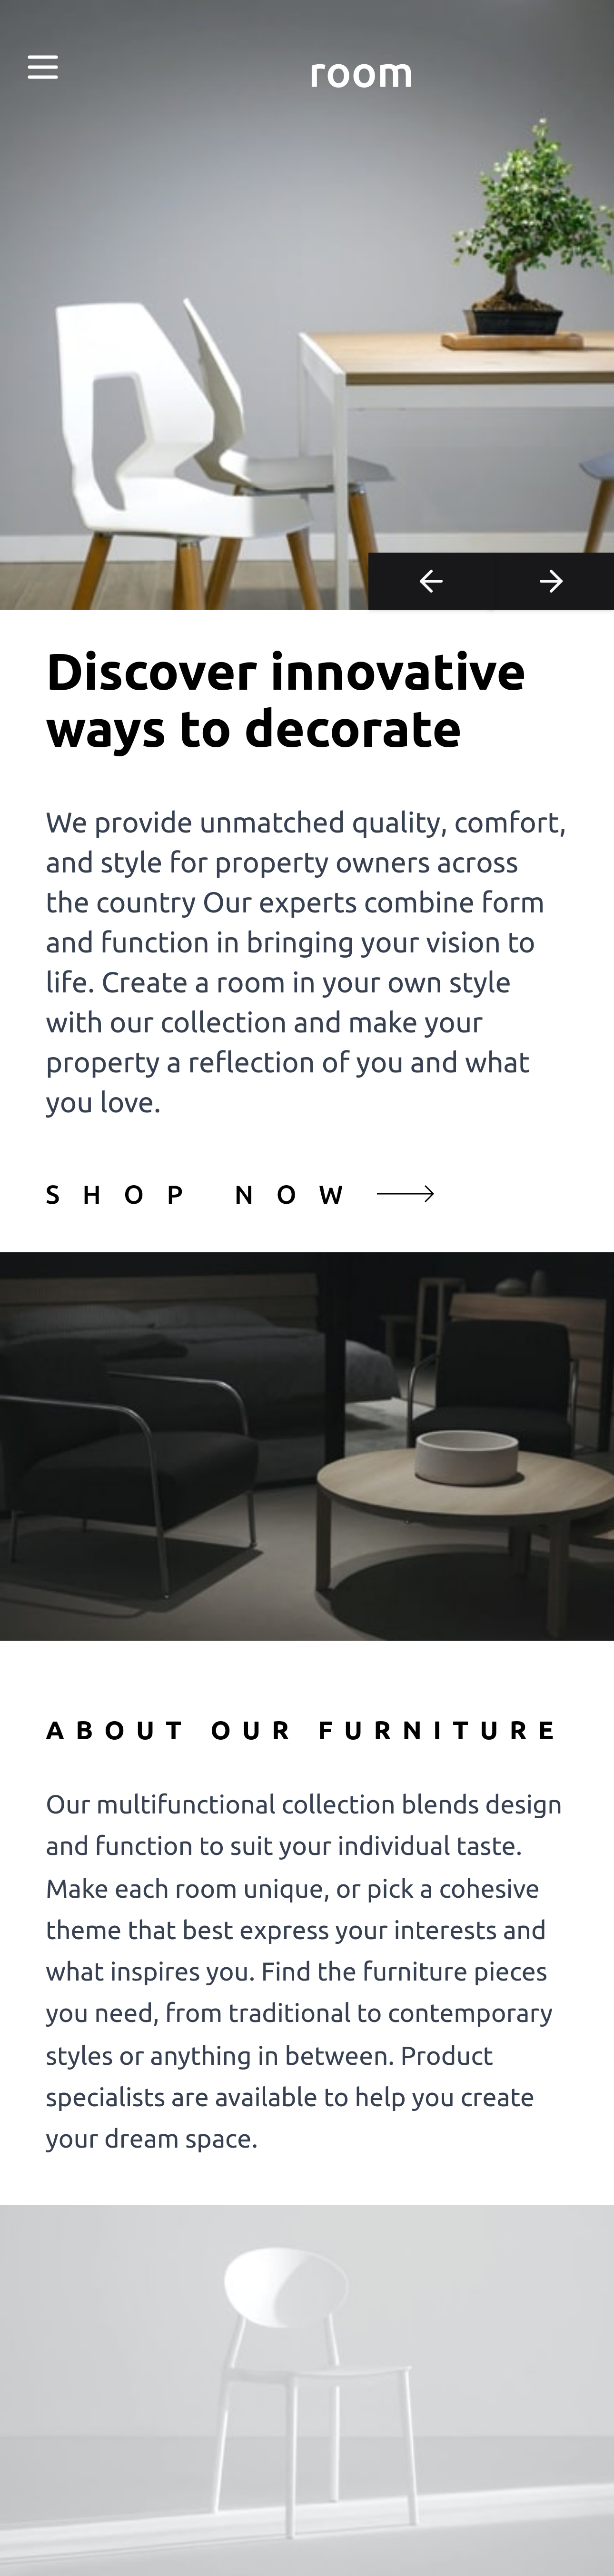 room
Discover innovative
ways to decorate
We provide unmatched quality, comfort,
and style for property owners across
the country Our experts combine form
and function in bringing your vision to
life. Create a room in your own style
with our collection and make your
property a reflection of you and what
you love.
SHOP NOW
ABOUT OUR FURNITURE
Our multifunctional collection blends design
and function to suit your individual taste.
Make each room unique, or pick a cohesive
theme that best express your interests and
what inspires you. Find the furniture pieces
you need, from traditional to contemporary
styles or anything in between. Product
specialists are available to help you create
your dream space.